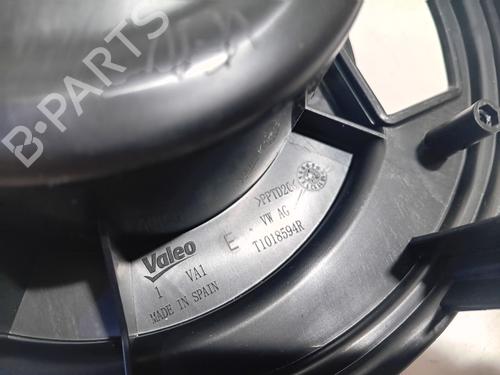 B-PARTS
>PPTD20<
Valeo
E
VW AG
1 VA1
T1018594R
MADE IN SPAIN